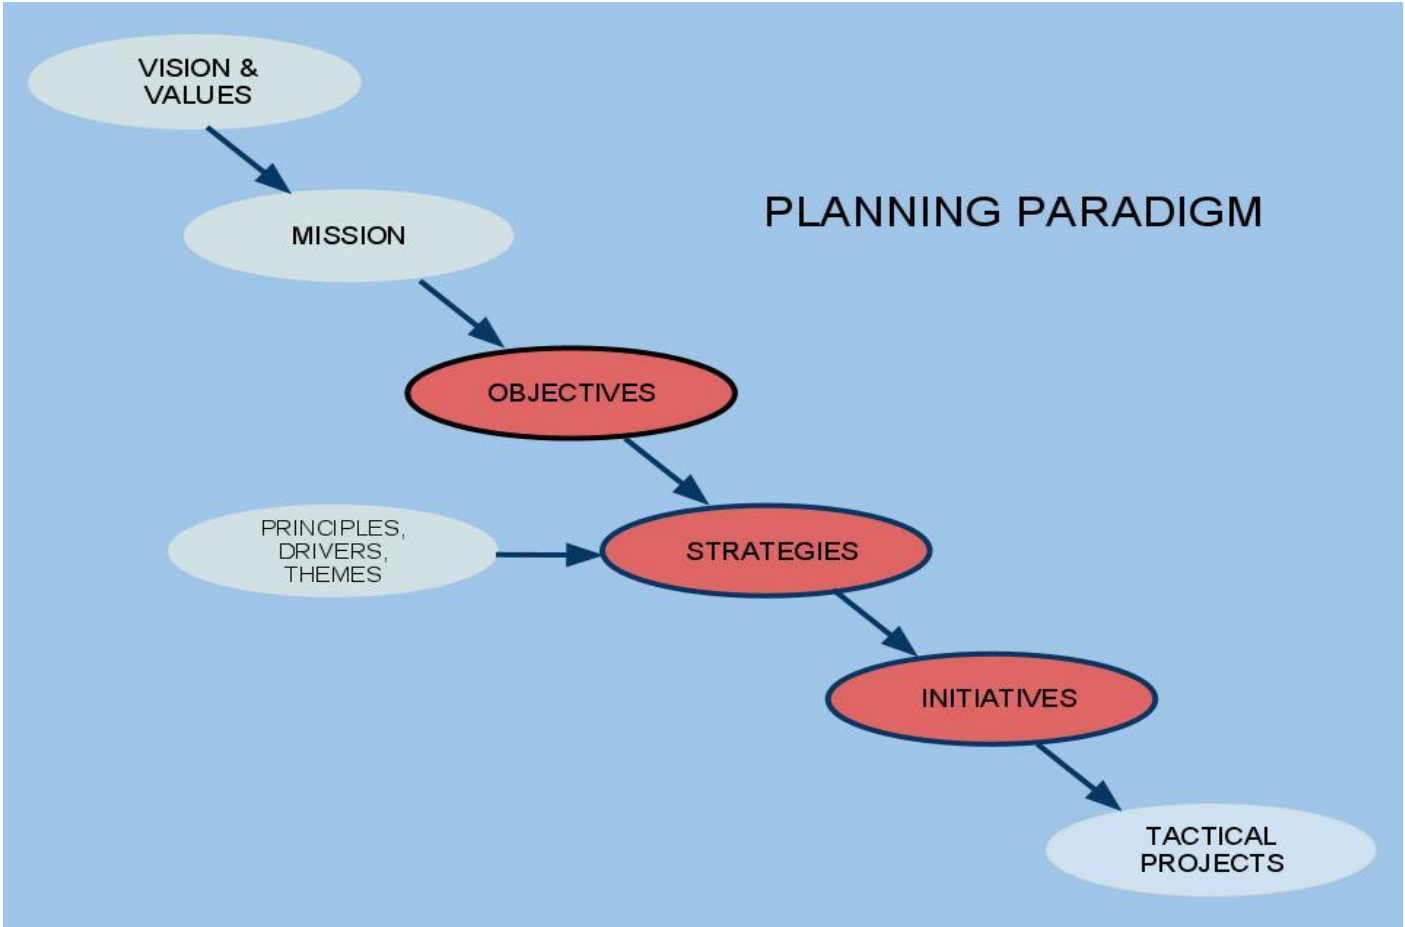 VISION &
VALUES
MISSION
PLANNING PARADIGM
OBJECTIVES
PRINCIPLES,
DRIVERS,
THEMES
STRATEGIES
INITIATIVES
TACTICAL
PROJECTS